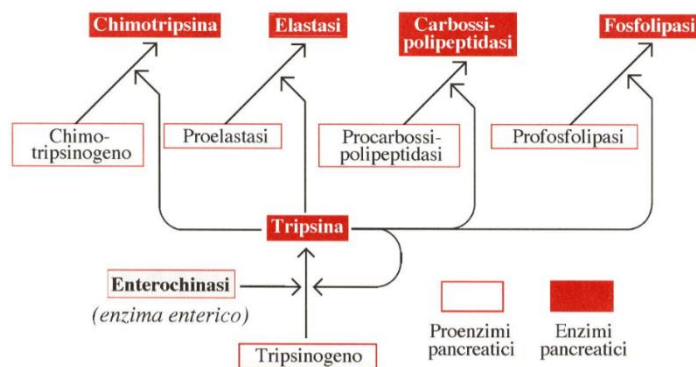 Chimotripsina
Elastasi
Carbossi-
polipeptidasi
Fosfolipasi
Chimo-
tripsinogeno
Proelastasi
Procarbossi-
polipeptidasi
Profosfolipasi
Tripsina
Enterochinasi
(enzima enterico)
Tripsinogeno
Proenzimi
pancreatici
Enzimi
pancreatici